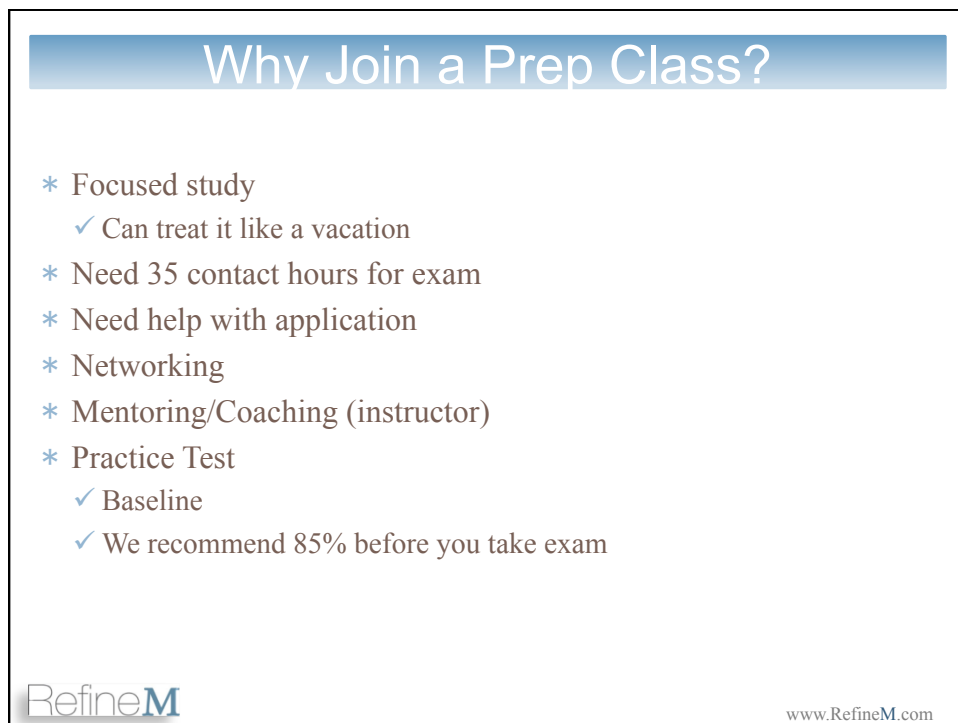 Why Join a Prep Class?
* Focused study
✓ Can treat it like a vacation
* Need 35 contact hours for exam
* Need help with application
* Networking
* Mentoring/Coaching (instructor)
* Practice Test
✓ Baseline
✓ We recommend 85% before you take exam
RefineM
www.RefineM.com